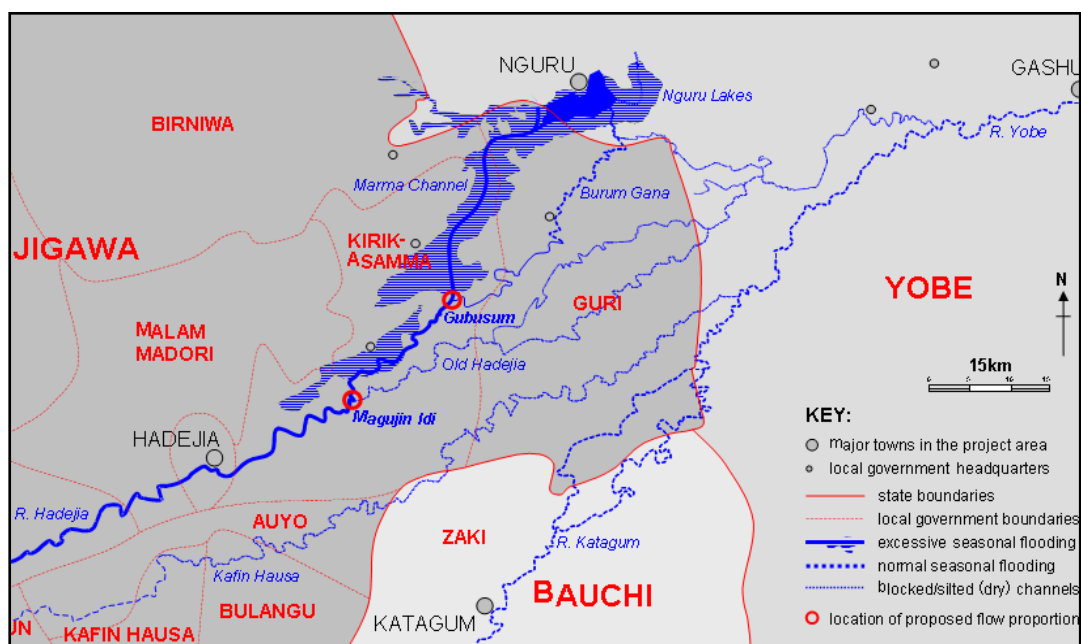 NGURU
GASHU
Nguru Lakes
BIRNIWA
R. Yobe
Marma Channel
Burum Gana
KIRIK-
ASAMMA
JIGAWA
YOBE
N
GURI
Gubusum
MALAM
MADORI
Old Hadejia
15km
Magujin Idi
KEY:
HADEJIA
major towns in the project area
local government headquarters
R. Hadejia
state boundaries
AUYO
local government boundaries
ZAKI
R. Katagum
excessive seasonal flooding
Kafin Hausa
normal seasonal flooding
BAUCHI
blocked/silted (dry) channels
BULANGU
KATAGUM
location of proposed flow proportion
UN
KAFIN HAUSA